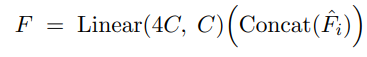 F = Linear(4C, C)(Concat(F̂ᵢ))